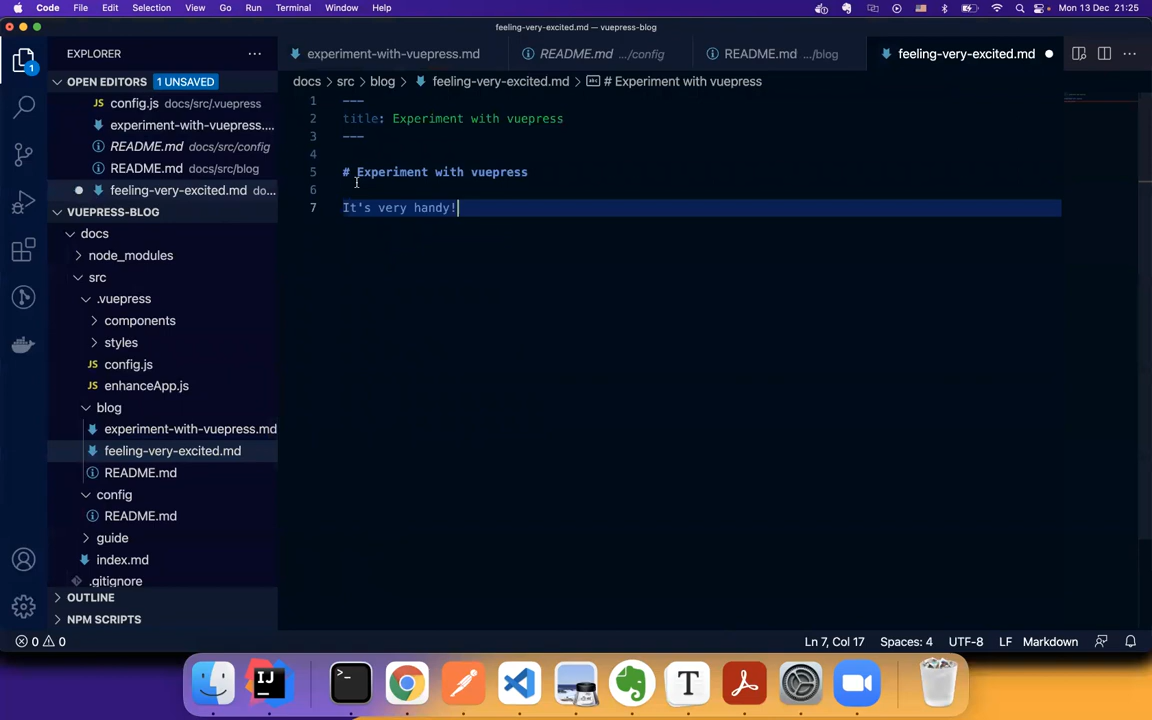 Code File Edit Selection View Go Run Terminal Window Help Mon 13 Dec 21:25
feeling-very-excited.md — vuepress-blog
EXPLORER
OPEN EDITORS 1 UNSAVED
JS config.js docs/src/.vuepress
experiment-with-vuepress....
README.md docs/src/config
README.md docs/src/blog
feeling-very-excited.md do...
VUEPRESS-BLOG
docs
node_modules
src
.vuepress
components
styles
JS config.js
JS enhanceApp.js
blog
experiment-with-vuepress.md
feeling-very-excited.md
README.md
config
README.md
guide
index.md
.gitignore
OUTLINE
NPM SCRIPTS
1
experiment-with-vuepress.md README.md .../config README.md .../blog feeling-very-excited.md
docs > src > blog > feeling-very-excited.md > # Experiment with vuepress
1 ---
2 title: Experiment with vuepress
3 ---
4
5 # Experiment with vuepress
6
7 It's very handy!
0 0 Ln 7, Col 17 Spaces: 4 UTF-8 LF Markdown
IJ
>_
T